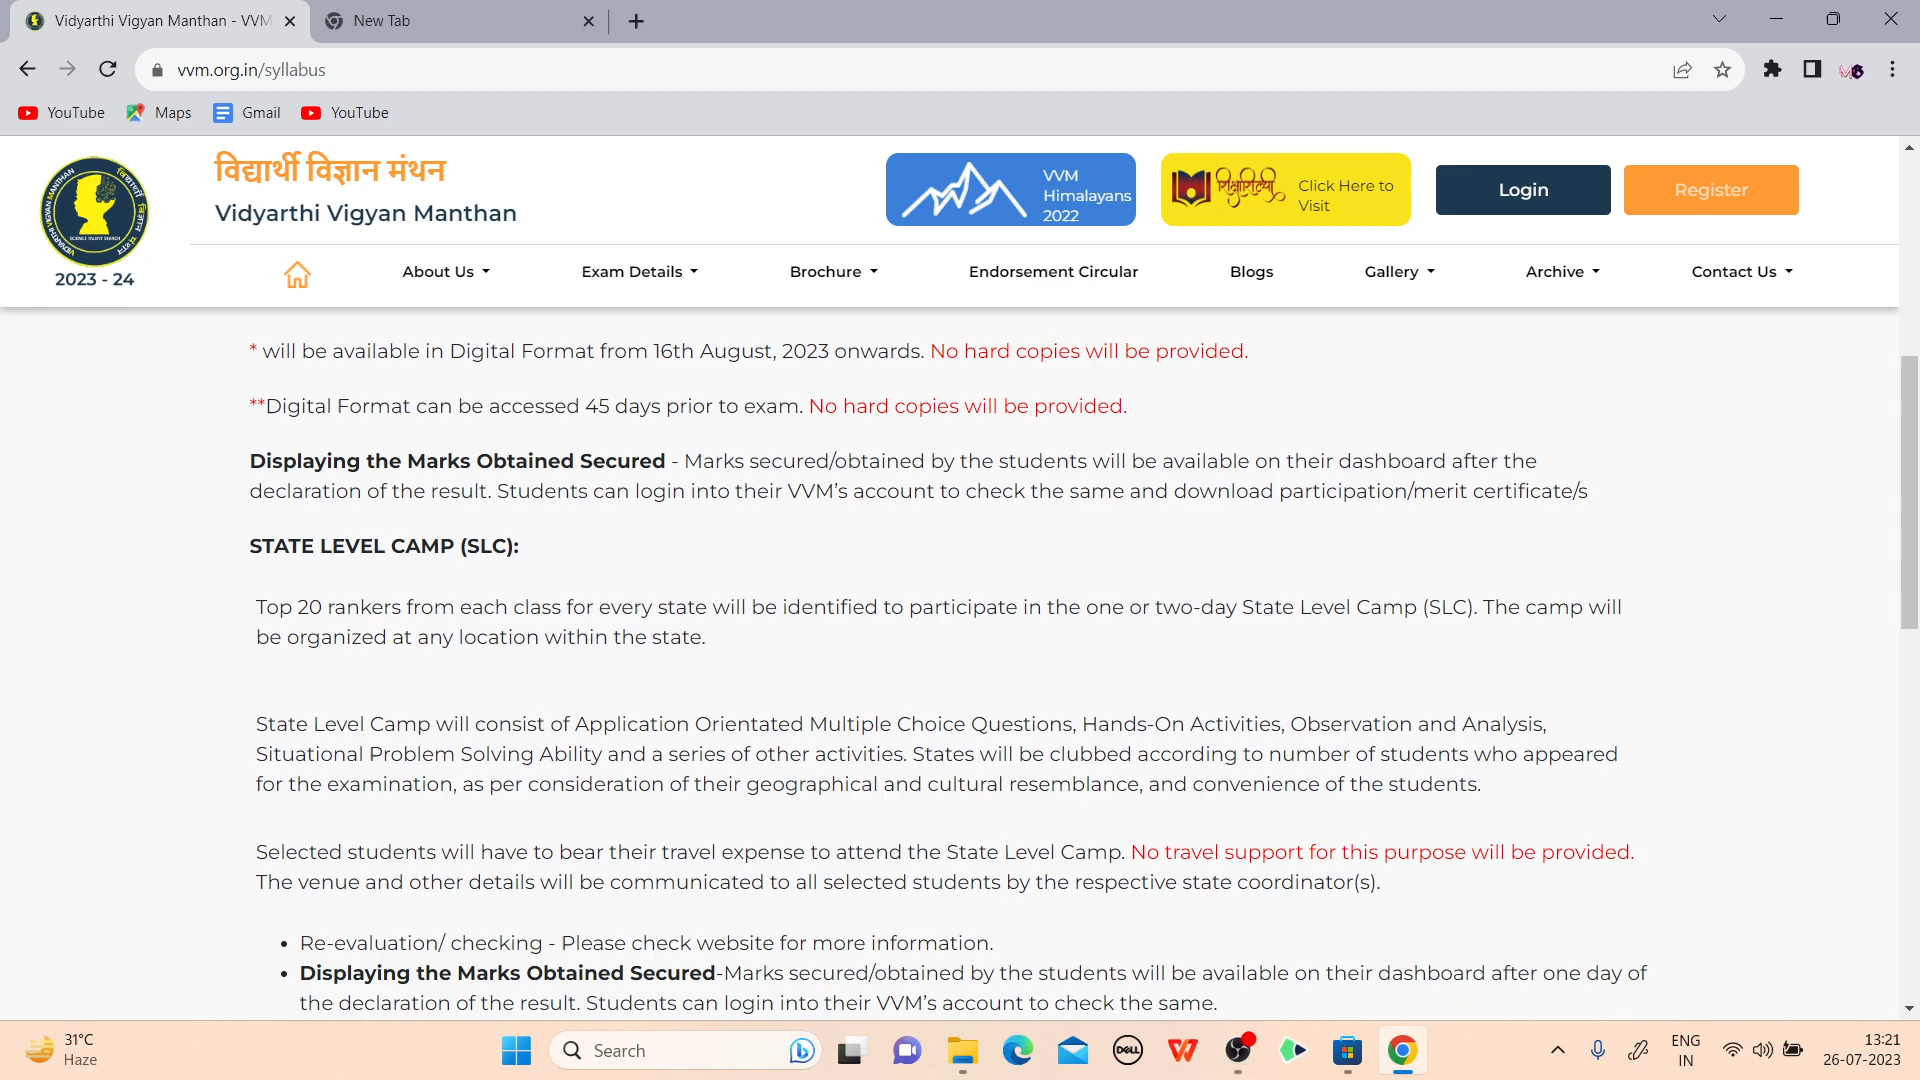 Vidyarthi Vigyan Manthan - VVM
New Tab
vvm.org.in/syllabus
YouTube
Maps
Gmail
YouTube
विद्यार्थी विज्ञान मंथन
Vidyarthi Vigyan Manthan
VIDYARTHI VIGYAN MANTHAN
SCIENCE TALENT SEARCH
2023 - 24
VVM
Himalayans
2022
Click Here to
Visit
Login
Register
About Us
Exam Details
Brochure
Endorsement Circular
Blogs
Gallery
Archive
Contact Us
* will be available in Digital Format from 16th August, 2023 onwards. No hard copies will be provided.
**Digital Format can be accessed 45 days prior to exam. No hard copies will be provided.
Displaying the Marks Obtained Secured - Marks secured/obtained by the students will be available on their dashboard after the
declaration of the result. Students can login into their VVM’s account to check the same and download participation/merit certificate/s
STATE LEVEL CAMP (SLC):
Top 20 rankers from each class for every state will be identified to participate in the one or two-day State Level Camp (SLC). The camp will
be organized at any location within the state.
State Level Camp will consist of Application Orientated Multiple Choice Questions, Hands-On Activities, Observation and Analysis,
Situational Problem Solving Ability and a series of other activities. States will be clubbed according to number of students who appeared
for the examination, as per consideration of their geographical and cultural resemblance, and convenience of the students.
Selected students will have to bear their travel expense to attend the State Level Camp. No travel support for this purpose will be provided.
The venue and other details will be communicated to all selected students by the respective state coordinator(s).
• Re-evaluation/ checking - Please check website for more information.
• Displaying the Marks Obtained Secured-Marks secured/obtained by the students will be available on their dashboard after one day of
the declaration of the result. Students can login into their VVM’s account to check the same.
31°C
Haze
Search
DELL
ENG
IN
13:21
26-07-2023